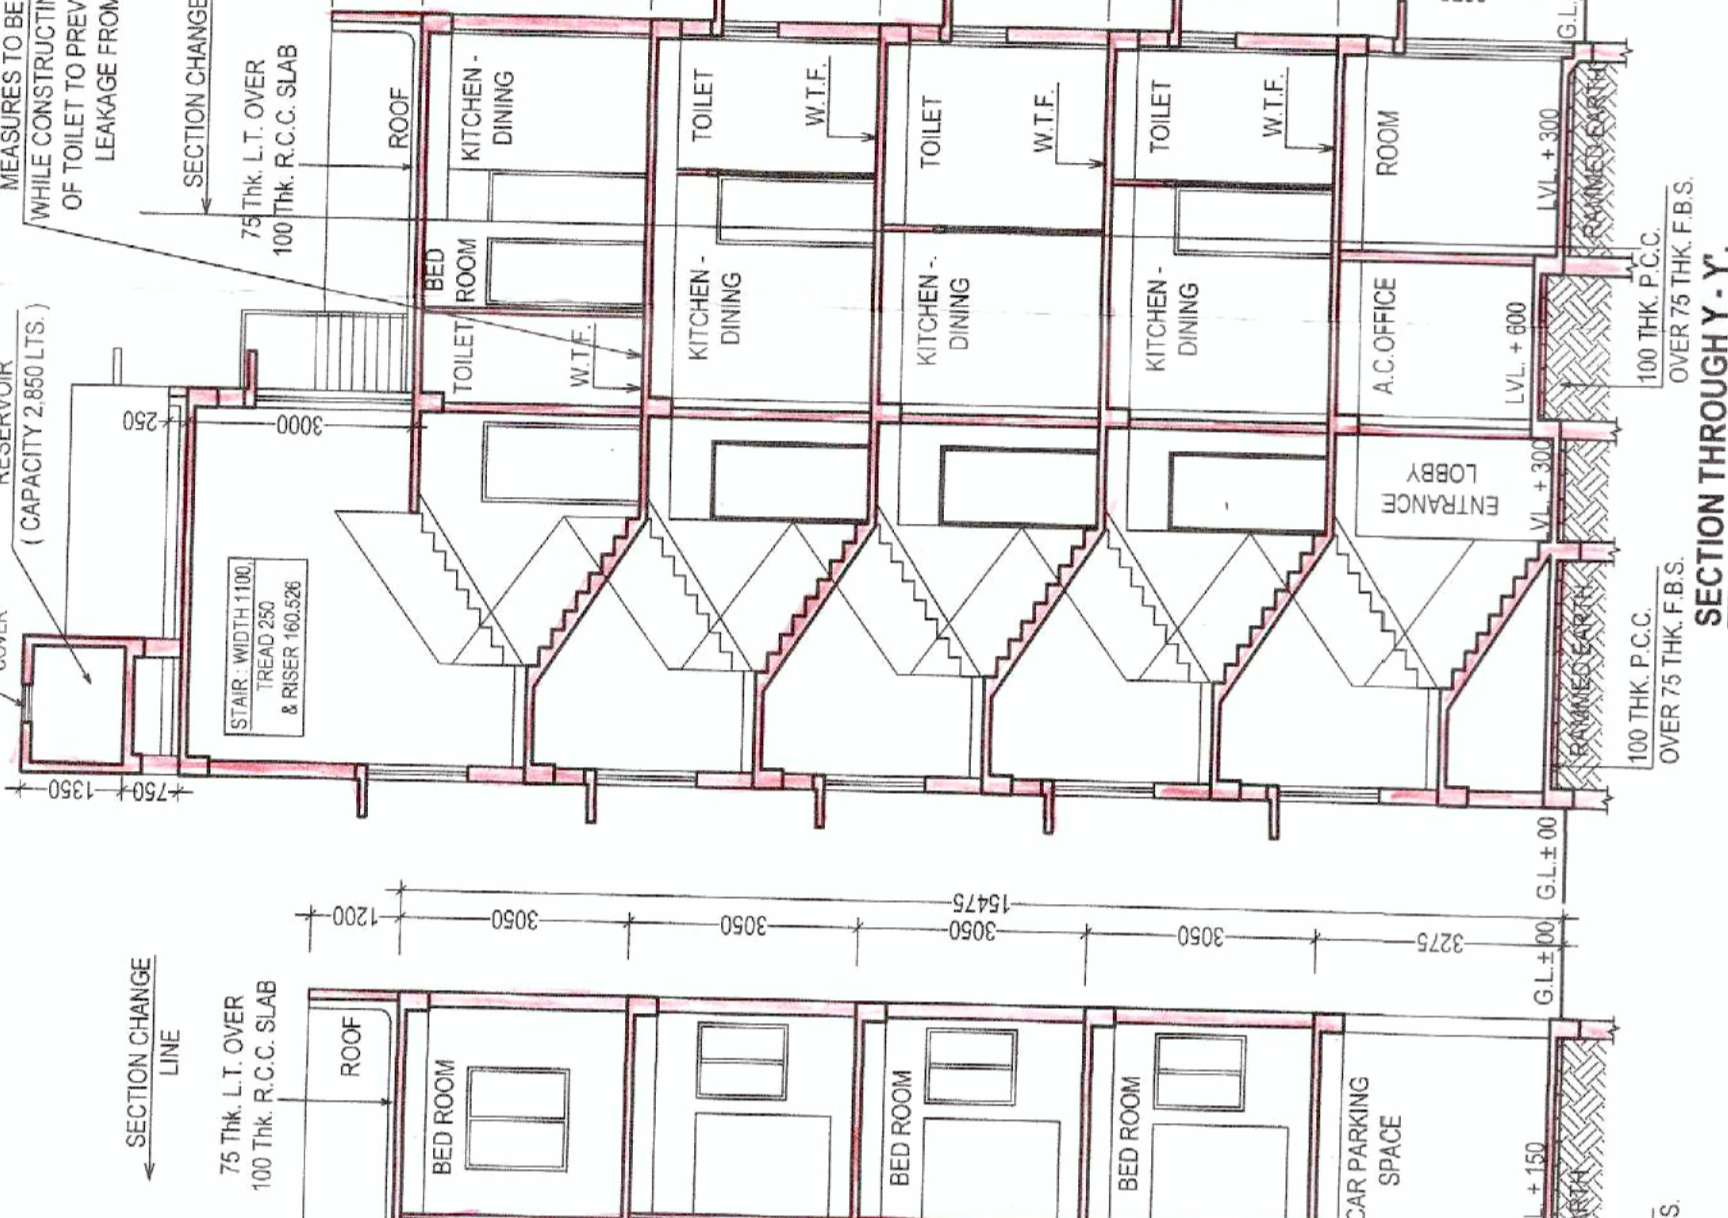 MEASURES TO BE
WHILE CONSTRUCTIN
OF TOILET TO PREV
LEAKAGE FROM
SECTION CHANGE
75 Thk. L.T. OVER
100 Thk. R.C.C. SLAB
ROOF
KITCHEN-
DINING
TOILET
W.T.F.
TOILET
W.T.F.
TOILET
W.T.F.
ROOM
LVL. + 300
RAMMED EARTH
G.L.
RESERVOIR
( CAPACITY 2,850 LTS. )
COVER
BED
ROOM
TOILET
W.T.F.
KITCHEN-
DINING
KITCHEN-.
DINING
KITCHEN-
DINING
A.C.OFFICE
LVL. + 600
100 THK. P.C.C.
OVER 75 THK. F.B.S.
250
3000
ENTRANCE
LOBBY
VL. + 300
STAIR : WIDTH 1100,
TREAD 250
& RISER 160.526
RAMMED EARTH
100 THK. P.C.C.
OVER 75 THK. F.B.S.
SECTION THROUGH Y - Y'.
1350
750
G.L.± 00
15475
1200
3050
3050
3050
3050
3275
G.L.± 00
SECTION CHANGE
LINE
75 Thk. L.T. OVER
100 Thk. R.C.C. SLAB
ROOF
BED ROOM
BED ROOM
BED ROOM
CAR PARKING
SPACE
L. + 150
ARTH
S.